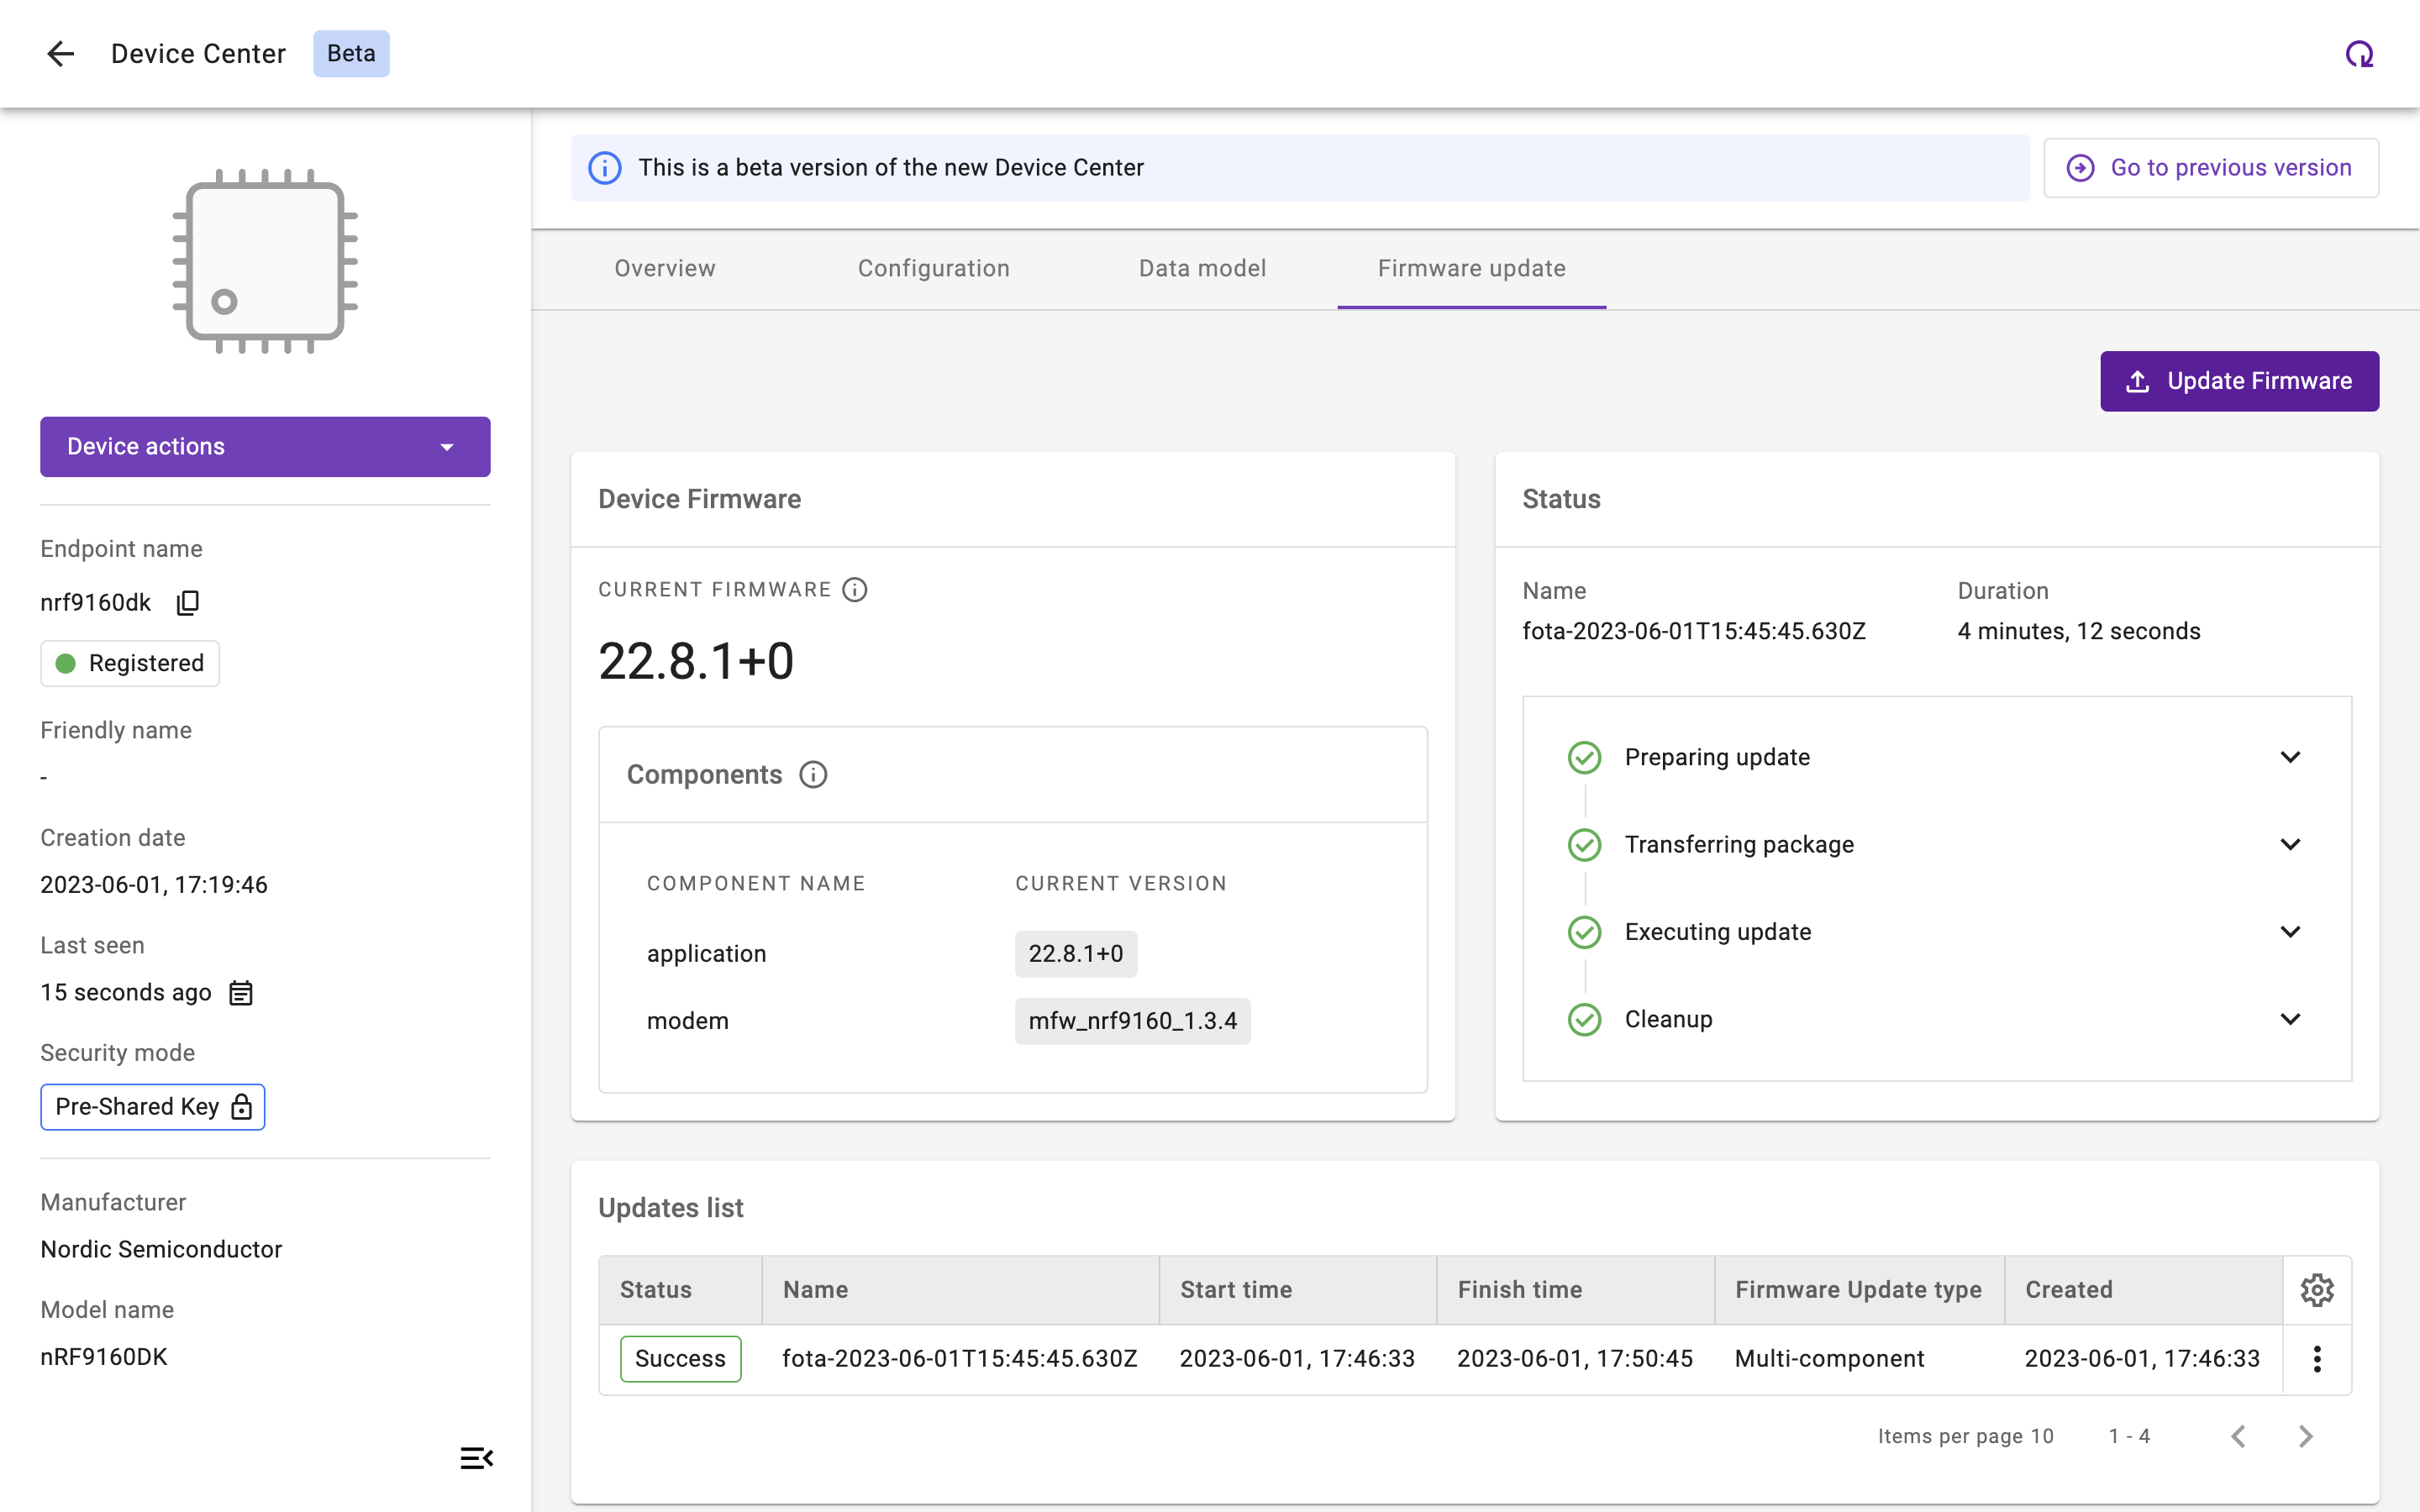 Device Center
Beta
This is a beta version of the new Device Center
Go to previous version
Overview
Configuration
Data model
Firmware update
Update Firmware
Device actions
Endpoint name
nrf9160dk
Registered
Friendly name
-
Creation date
2023-06-01, 17:19:46
Last seen
15 seconds ago
Security mode
Pre-Shared Key
Manufacturer
Nordic Semiconductor
Model name
nRF9160DK
Device Firmware
CURRENT FIRMWARE
22.8.1+0
Components
COMPONENT NAME CURRENT VERSION
application 22.8.1+0
modem mfw_nrf9160_1.3.4
Status
Name Duration
fota-2023-06-01T15:45:45.630Z 4 minutes, 12 seconds
Preparing update
Transferring package
Executing update
Cleanup
Updates list
Status Name Start time Finish time Firmware Update type Created
Success fota-2023-06-01T15:45:45.630Z 2023-06-01, 17:46:33 2023-06-01, 17:50:45 Multi-component 2023-06-01, 17:46:33
Items per page 10 1 - 4